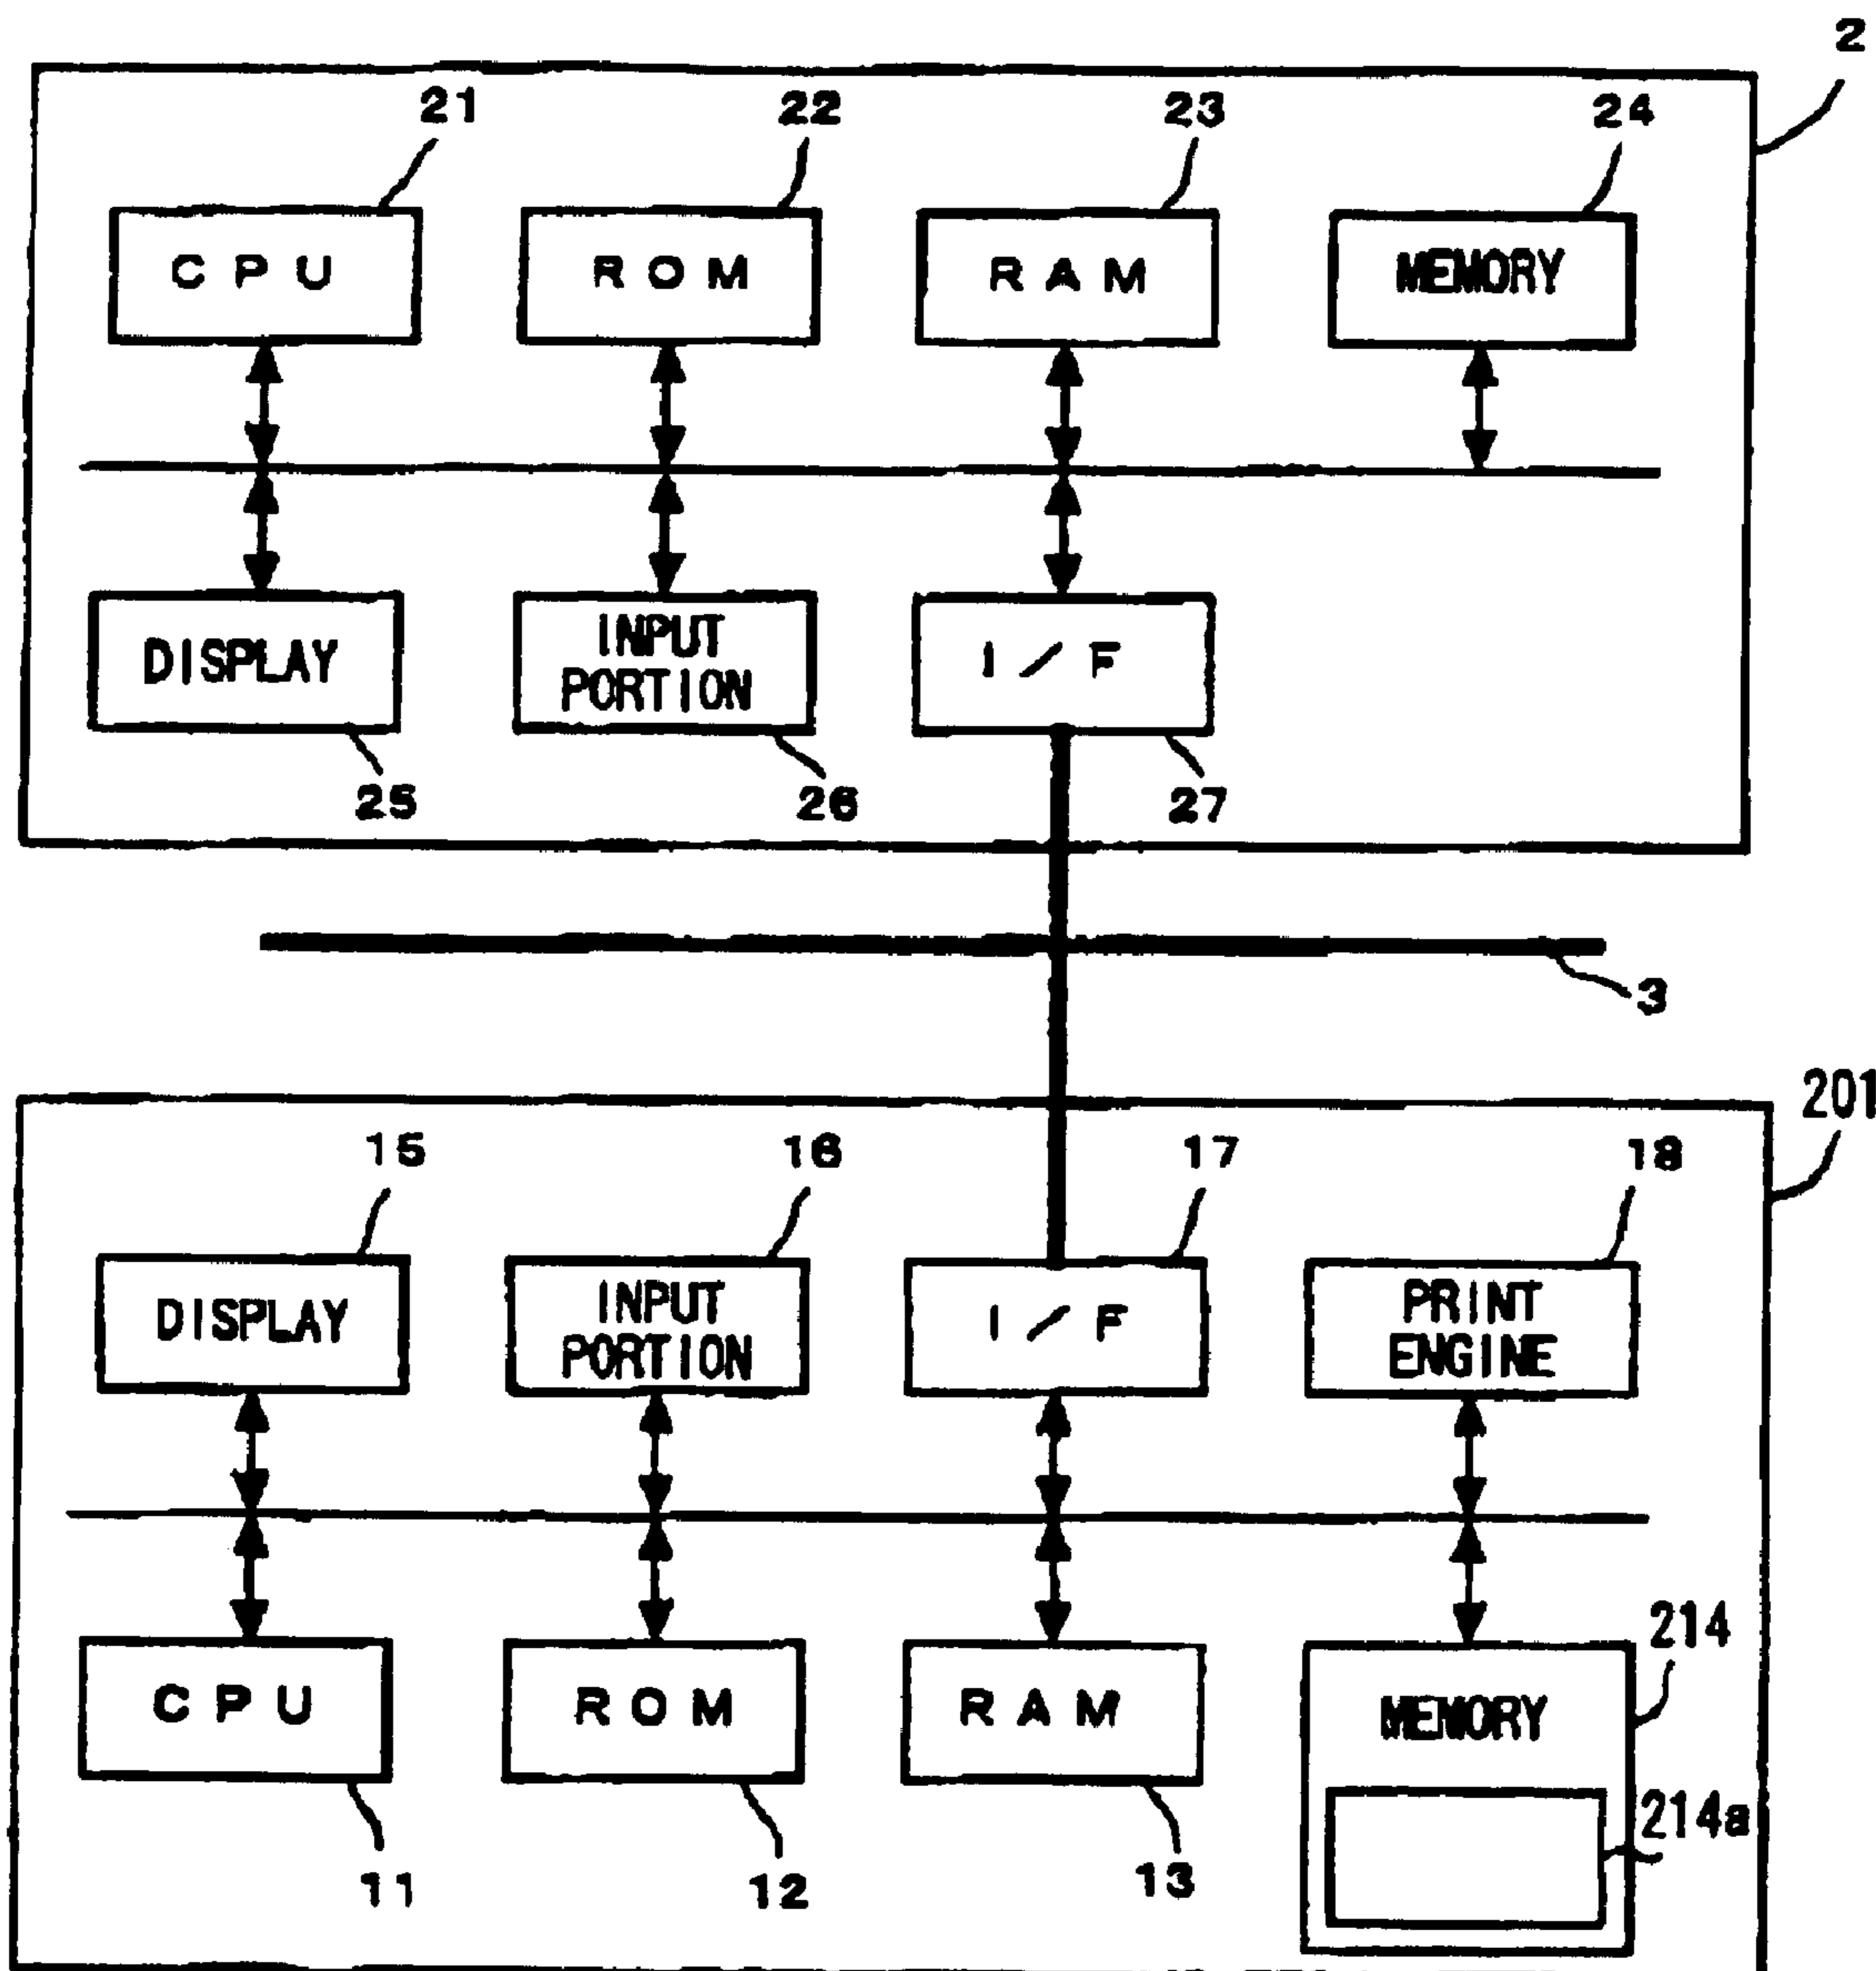 2
21
22
23
24
CPU
ROM
RAM
MEMORY
DISPLAY
INPUT
PORTION
I/F
25
26
27
3
201
15
16
17
18
DISPLAY
INPUT
PORTION
I/F
PRINT
ENGINE
214
CPU
ROM
RAM
MEMORY
214a
11
12
13